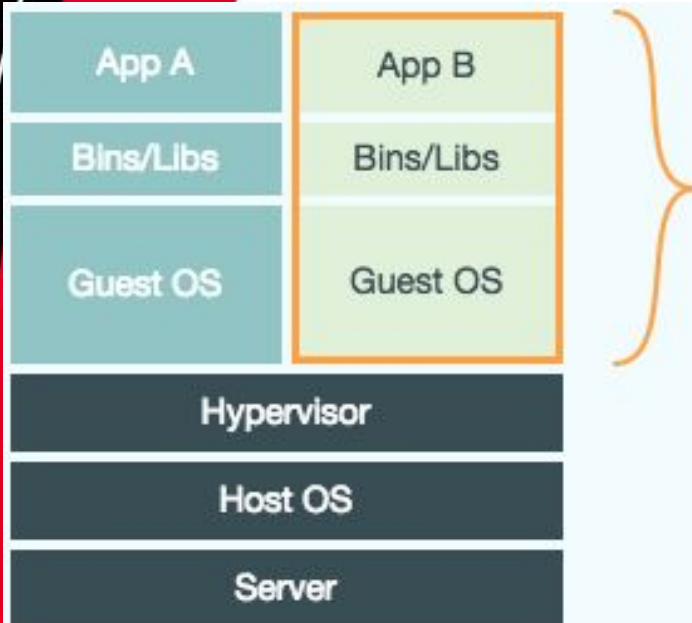 App A
App B
Bins/Libs
Bins/Libs
Guest OS
Guest OS
Hypervisor
Host OS
Server